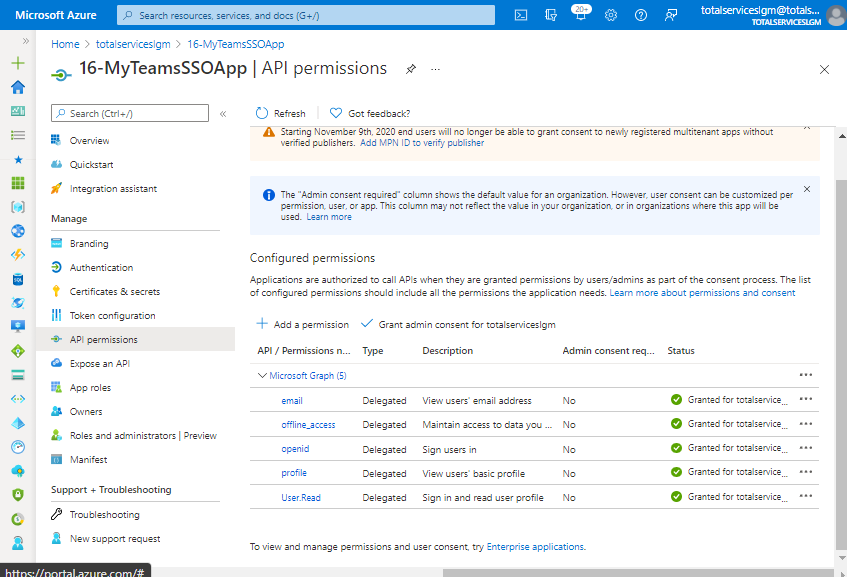 Microsoft Azure
Search resources, services, and docs (G+/)
20+
totalserviceslgm@totals...
TOTALSERVICESLGM
Home > totalserviceslgm > 16-MyTeamsSSOApp
16-MyTeamsSSOApp | API permissions
Search (Ctrl+/)
Refresh
Got feedback?
Overview
Quickstart
Integration assistant
Manage
Branding
Authentication
Certificates & secrets
Token configuration
API permissions
Expose an API
App roles
Owners
Roles and administrators | Preview
Manifest
Support + Troubleshooting
Troubleshooting
New support request
Starting November 9th, 2020 end users will no longer be able to grant consent to newly registered multitenant apps without
verified publishers. Add MPN ID to verify publisher
The "Admin consent required" column shows the default value for an organization. However, user consent can be customized per
permission, user, or app. This column may not reflect the value in your organization, or in organizations where this app will be
used. Learn more
Configured permissions
Applications are authorized to call APIs when they are granted permissions by users/admins as part of the consent process. The list
of configured permissions should include all the permissions the application needs. Learn more about permissions and consent
Add a permission
Grant admin consent for totalserviceslgm
API / Permissions n... Type Description Admin consent req... Status
Microsoft Graph (5)
email Delegated View users' email address No Granted for totalservice...
offline_access Delegated Maintain access to data you ... No Granted for totalservice...
openid Delegated Sign users in No Granted for totalservice...
profile Delegated View users' basic profile No Granted for totalservice...
User.Read Delegated Sign in and read user profile No Granted for totalservice...
To view and manage permissions and user consent, try Enterprise applications.
https://portal.azure.com/#